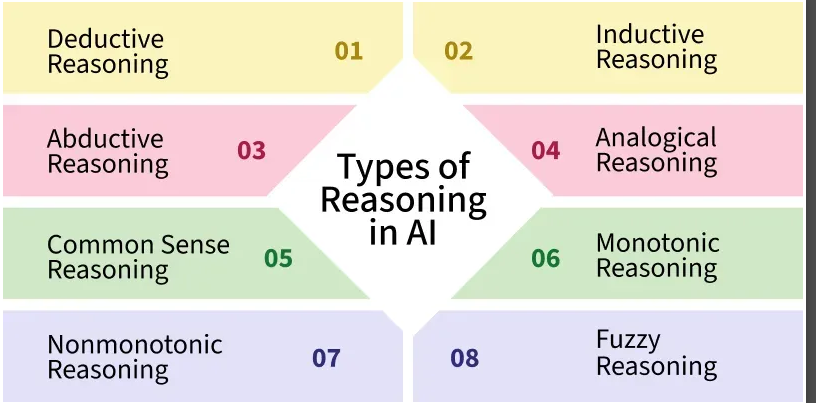 Deductive
Reasoning
01
02
Inductive
Reasoning
Abductive
Reasoning
03
Types of
Reasoning
in AI
04
Analogical
Reasoning
Common Sense
Reasoning
05
06
Monotonic
Reasoning
Nonmonotonic
Reasoning
07
08
Fuzzy
Reasoning